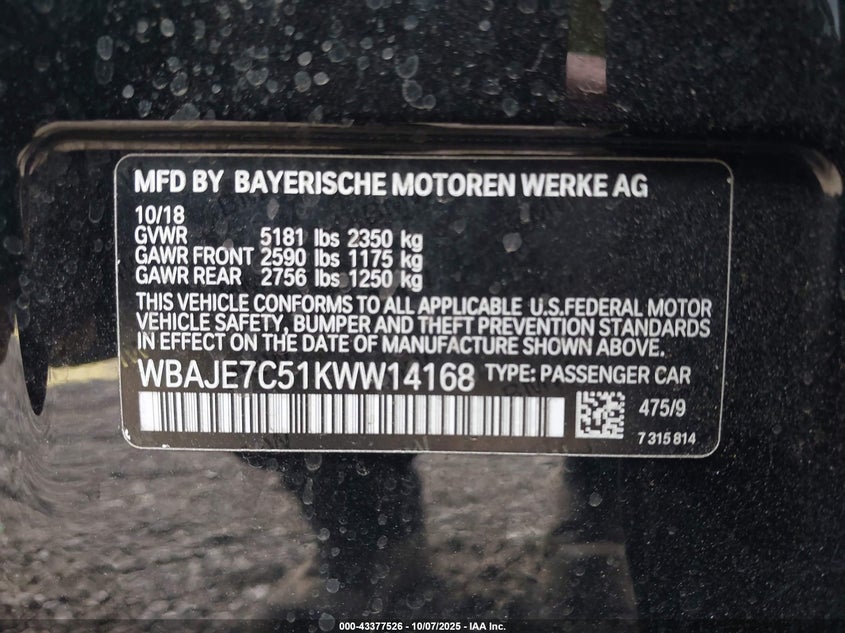 MFD BY BAYERISCHE MOTOREN WERKE AG
10/18
GVWR 5181 lbs 2350 kg
GAWR FRONT 2590 lbs 1175 kg
GAWR REAR 2756 lbs 1250 kg
THIS VEHICLE CONFORMS TO ALL APPLICABLE U.S.FEDERAL MOTOR
VEHICLE SAFETY, BUMPER AND THEFT PREVENTION STANDARDS
IN EFFECT ON THE DATE OF MANUFACTURE SHOWN ABOVE.
WBAJE7C51KWW14168 TYPE: PASSENGER CAR
475/9
7 315 814
000-43377526 - 10/07/2025 - IAA Inc.